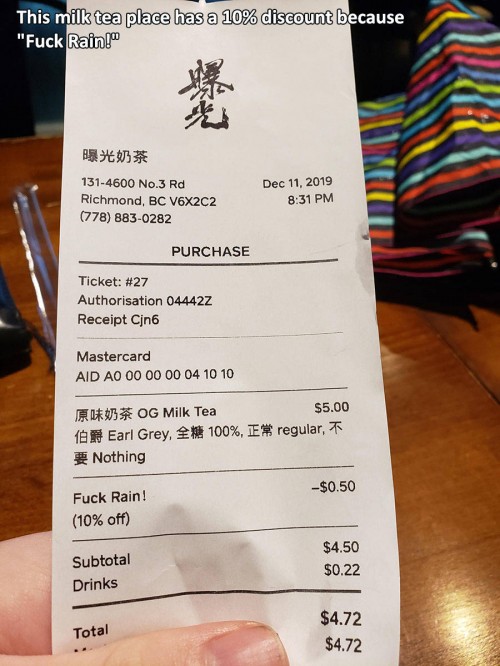 This milk tea place has a 10% discount because
"Fuck Rain!"
曝光
曝光奶茶
131-4600 No.3 Rd
Dec 11, 2019
Richmond, BC V6X2C2
8:31 PM
(778) 883-0282
PURCHASE
Ticket: #27
Authorisation 04442Z
Receipt Cjn6
Mastercard
AID A0 00 00 00 04 10 10
原味奶茶 OG Milk Tea $5.00
伯爵 Earl Grey, 全糖 100%, 正常 regular, 不
要 Nothing
Fuck Rain! –$0.50
(10% off)
Subtotal $4.50
Drinks $0.22
Total $4.72
$4.72